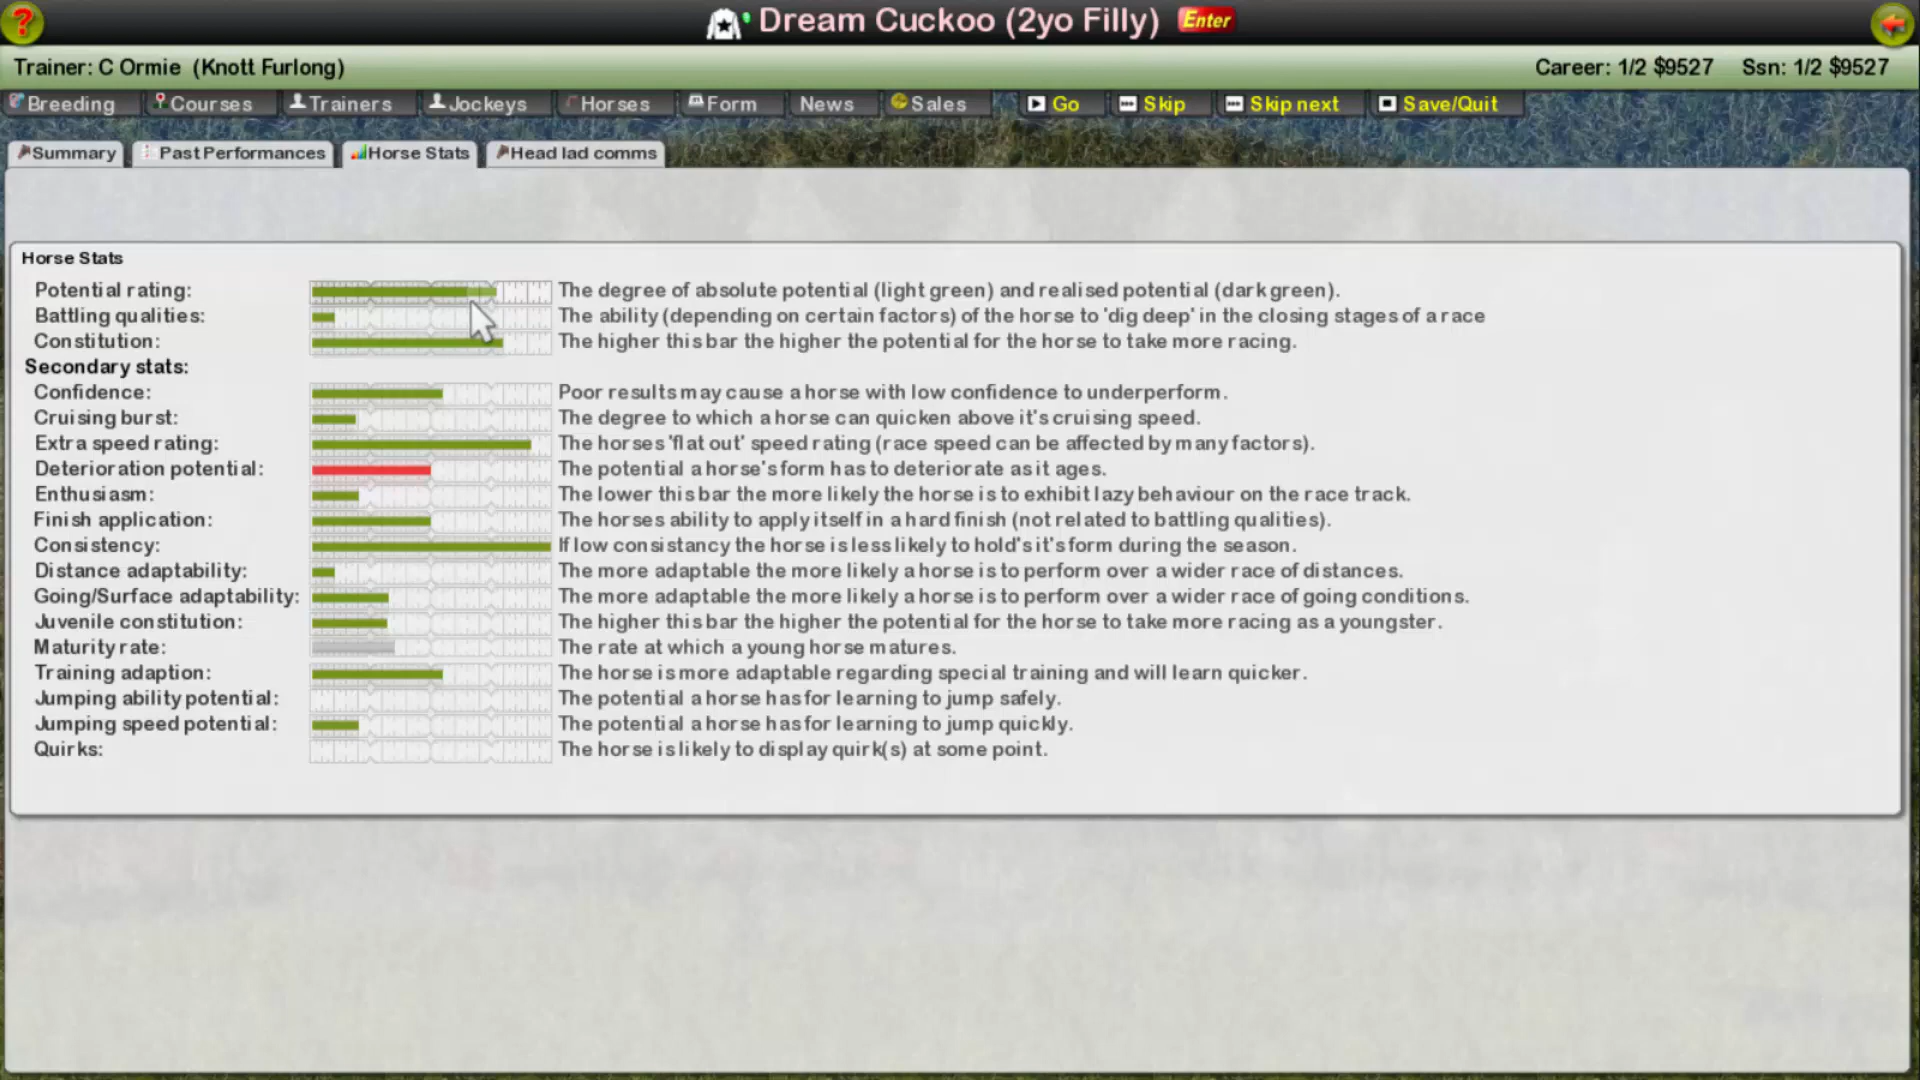 Dream Cuckoo (2yo Filly) Enter
Trainer: C Ormie (Knott Furlong) Career: 1/2 $9527 Ssn: 1/2 $9527
Breeding Courses Trainers Jockeys Horses Form News Sales Go Skip Skip next Save/Quit
Summary Past Performances Horse Stats Head lad comms
Horse Stats
Potential rating: The degree of absolute potential (light green) and realised potential (dark green).
Battling qualities: The ability (depending on certain factors) of the horse to 'dig deep' in the closing stages of a race
Constitution: The higher this bar the higher the potential for the horse to take more racing.
Secondary stats:
Confidence: Poor results may cause a horse with low confidence to underperform.
Cruising burst: The degree to which a horse can quicken above it's cruising speed.
Extra speed rating: The horses 'flat out' speed rating (race speed can be affected by many factors).
Deterioration potential: The potential a horse's form has to deteriorate as it ages.
Enthusiasm: The lower this bar the more likely the horse is to exhibit lazy behaviour on the race track.
Finish application: The horses ability to apply itself in a hard finish (not related to battling qualities).
Consistency: If low consistancy the horse is less likely to hold's it's form during the season.
Distance adaptability: The more adaptable the more likely a horse is to perform over a wider race of distances.
Going/Surface adaptability: The more adaptable the more likely a horse is to perform over a wider race of going conditions.
Juvenile constitution: The higher this bar the higher the potential for the horse to take more racing as a youngster.
Maturity rate: The rate at which a young horse matures.
Training adaption: The horse is more adaptable regarding special training and will learn quicker.
Jumping ability potential: The potential a horse has for learning to jump safely.
Jumping speed potential: The potential a horse has for learning to jump quickly.
Quirks: The horse is likely to display quirk(s) at some point.